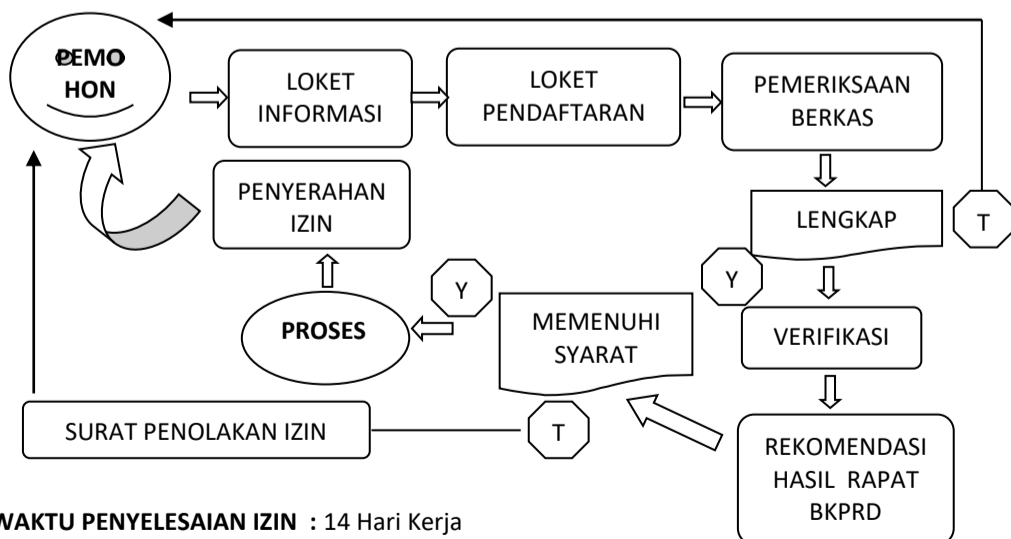 PEMO
HON
LOKET
INFORMASI
LOKET
PENDAFTARAN
PEMERIKSAAN
BERKAS
PENYERAHAN
IZIN
LENGKAP
T
Y
Y
PROSES
MEMENUHI
SYARAT
VERIFIKASI
SURAT PENOLAKAN IZIN
T
REKOMENDASI
HASIL RAPAT
BKPRD
WAKTU PENYELESAIAN IZIN : 14 Hari Kerja